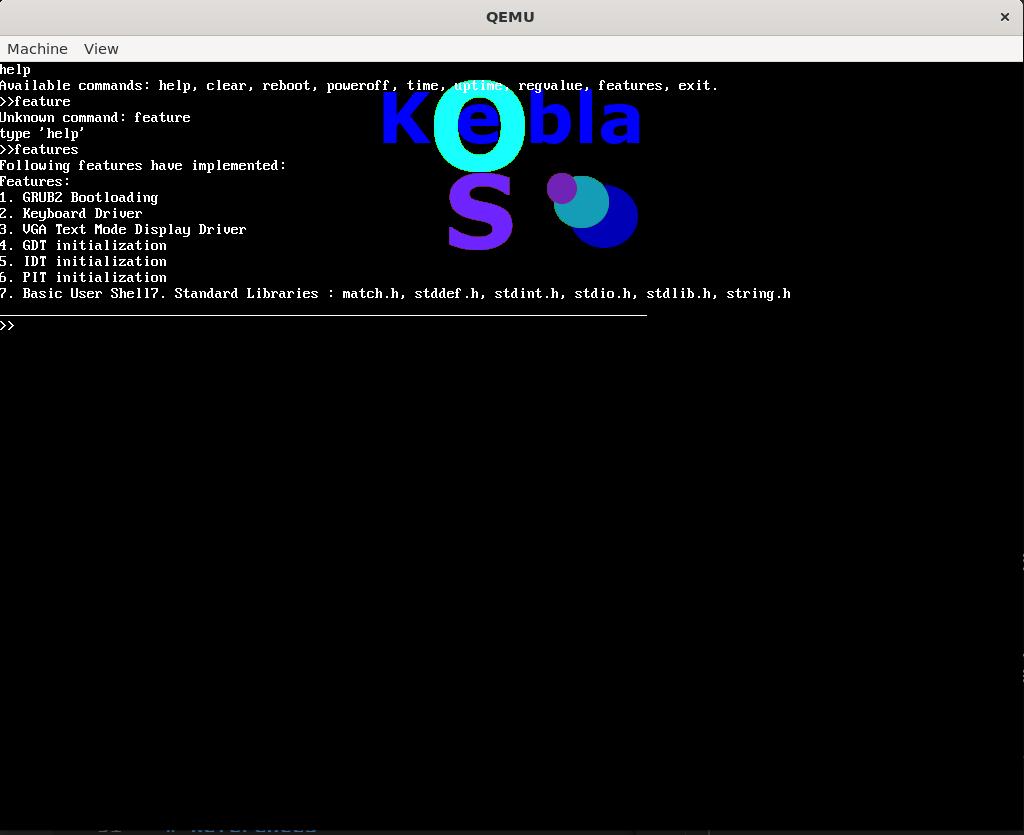 QEMU
Machine View
help
Available commands: help, clear, reboot, poweroff, time, uptime, regvalue, features, exit.
>>feature
Unknown command: feature
type 'help'
>>features
Following features have implemented:
Features:
1. GRUB2 Bootloading
2. Keyboard Driver
3. VGA Text Mode Display Driver
4. GDT initialization
5. IDT initialization
6. PIT initialization
7. Basic User Shell7. Standard Libraries : match.h, stddef.h, stdint.h, stdio.h, stdlib.h, string.h
>>
Kebla
O
S